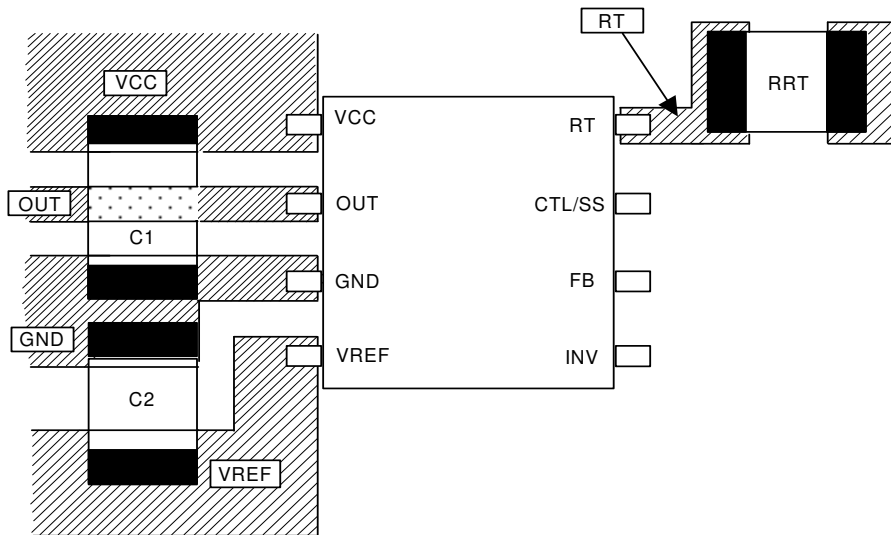 RT
VCC
RRT
VCC
RT
OUT
OUT
CTL/SS
C1
GND
FB
GND
VREF
INV
C2
VREF